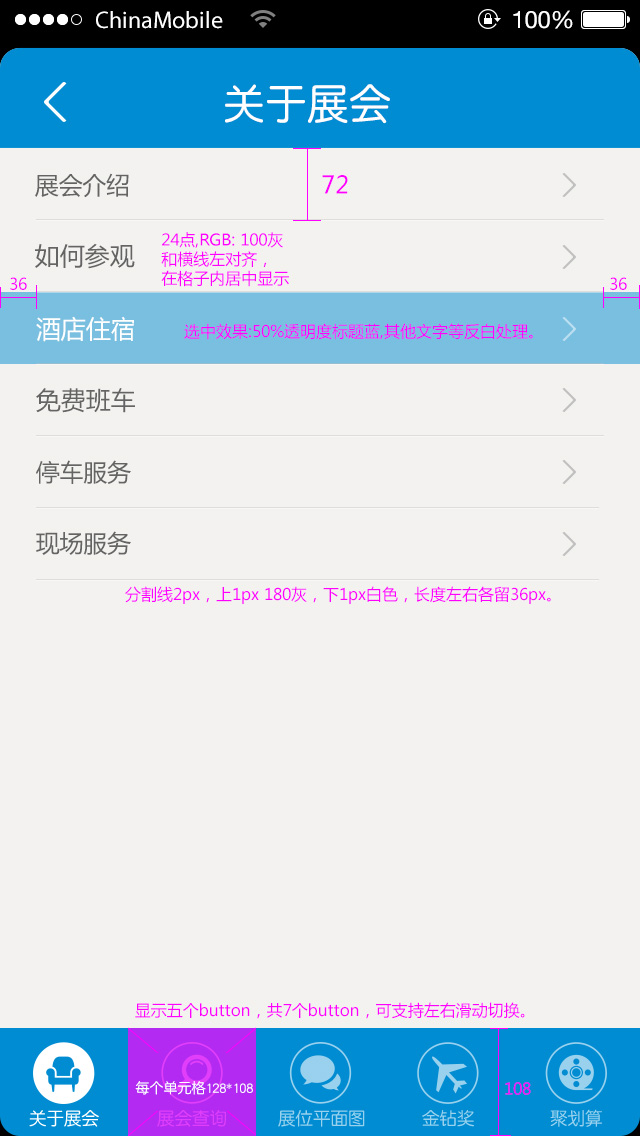 ChinaMobile 100%
关于展会
展会介绍
72
如何参观
24点,RGB: 100灰
和横线左对齐，
在格子内居中显示
36
36
酒店住宿
选中效果:50%透明度标题蓝,其他文字等反白处理。
免费班车
停车服务
现场服务
分割线2px，上1px 180灰，下1px白色，长度左右各留36px。
显示五个button，共7个button，可支持左右滑动切换。
每个单元格128*108
108
关于展会
展会查询
展位平面图
金钻奖
聚划算